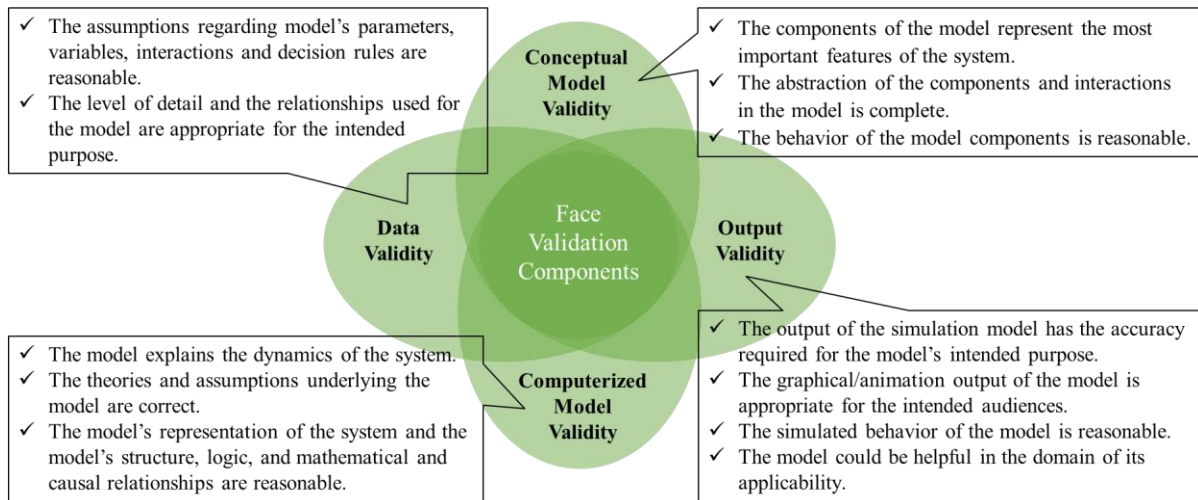 ✓ The assumptions regarding model's parameters,
variables, interactions and decision rules are
reasonable.
✓ The level of detail and the relationships used for
the model are appropriate for the intended
purpose.
Conceptual
Model
Validity
✓ The components of the model represent the most
important features of the system.
✓ The abstraction of the components and interactions
in the model is complete.
✓ The behavior of the model components is reasonable.
Data
Validity
Face
Validation
Components
Output
Validity
✓ The model explains the dynamics of the system.
✓ The theories and assumptions underlying the
model are correct.
✓ The model's representation of the system and the
model's structure, logic, and mathematical and
causal relationships are reasonable.
Computerized
Model
Validity
✓ The output of the simulation model has the accuracy
required for the model's intended purpose.
✓ The graphical/animation output of the model is
appropriate for the intended audiences.
✓ The simulated behavior of the model is reasonable.
✓ The model could be helpful in the domain of its
applicability.